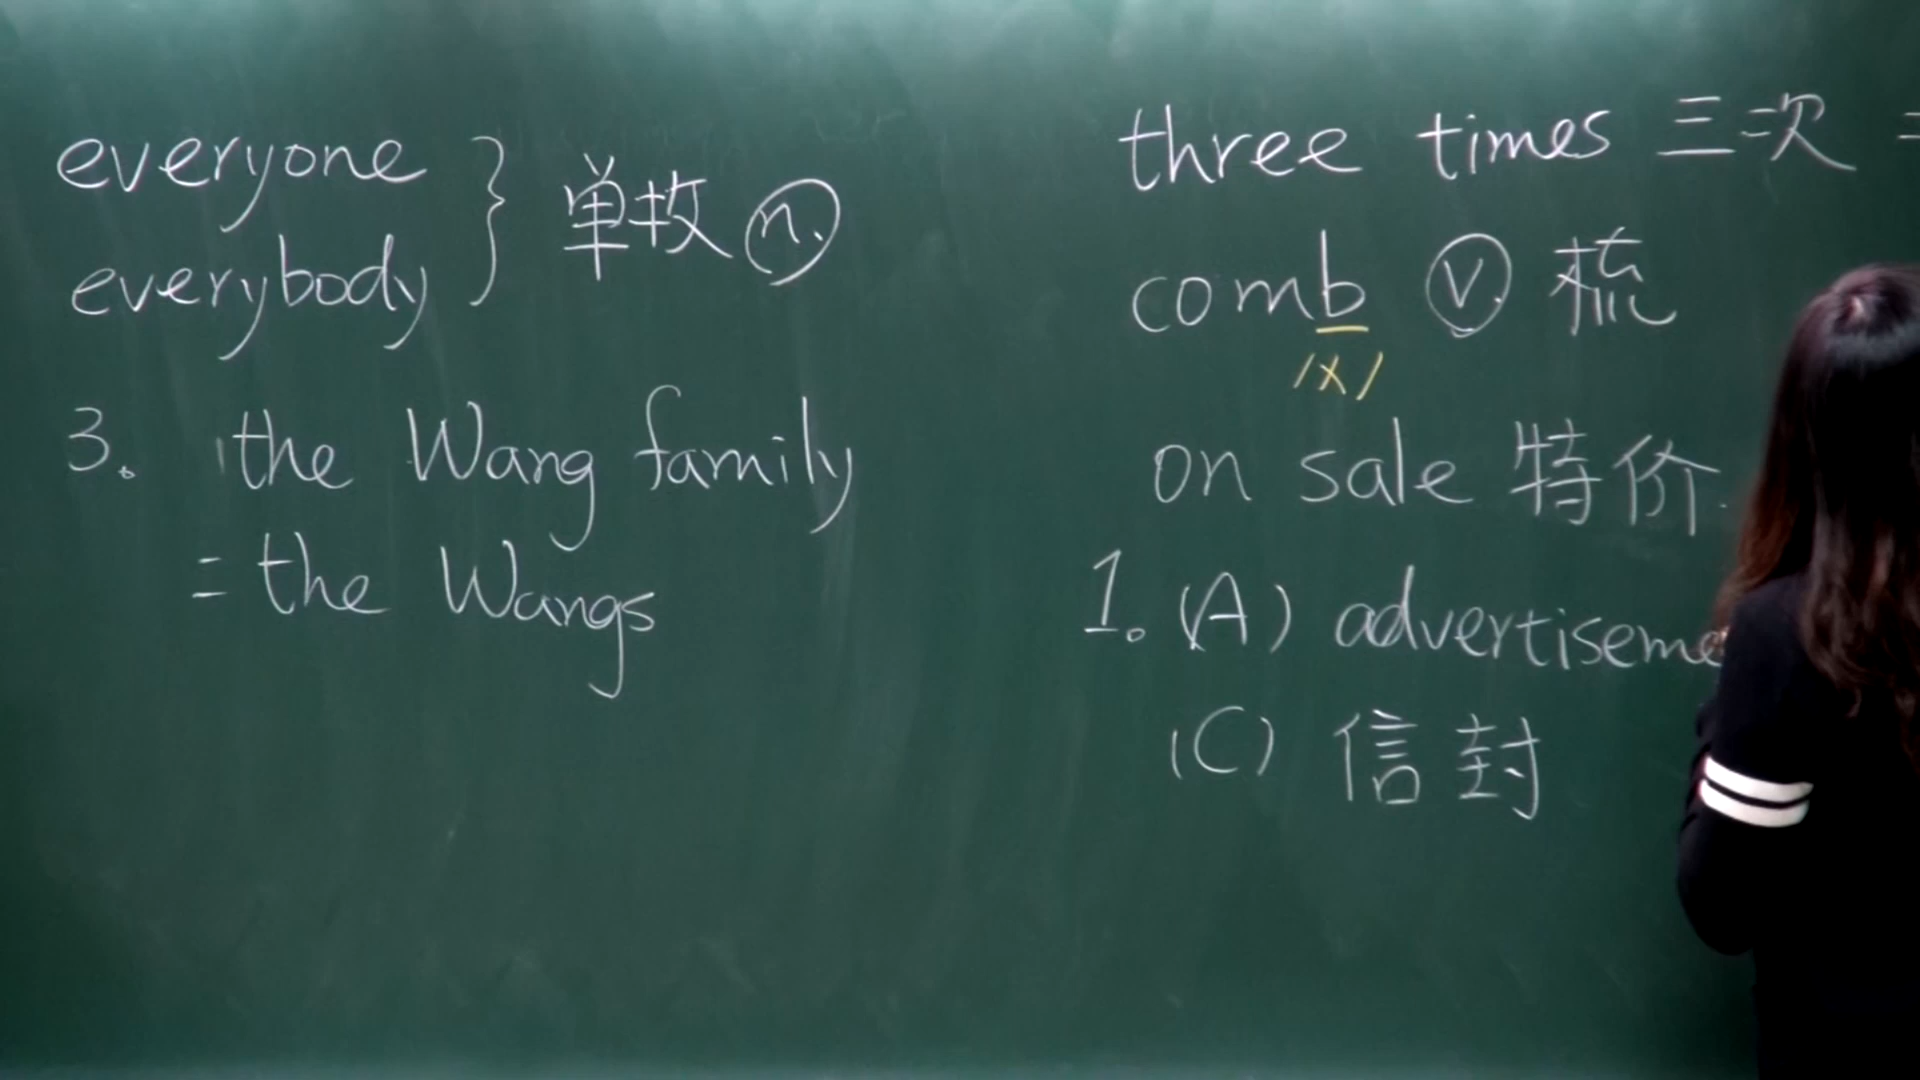 everyone
everybody
单数 n.
3. the Wang family
= the Wangs
three times 三次 =
comb v. 梳
/x/
on sale 特价
1. (A) advertiseme
(C) 信封